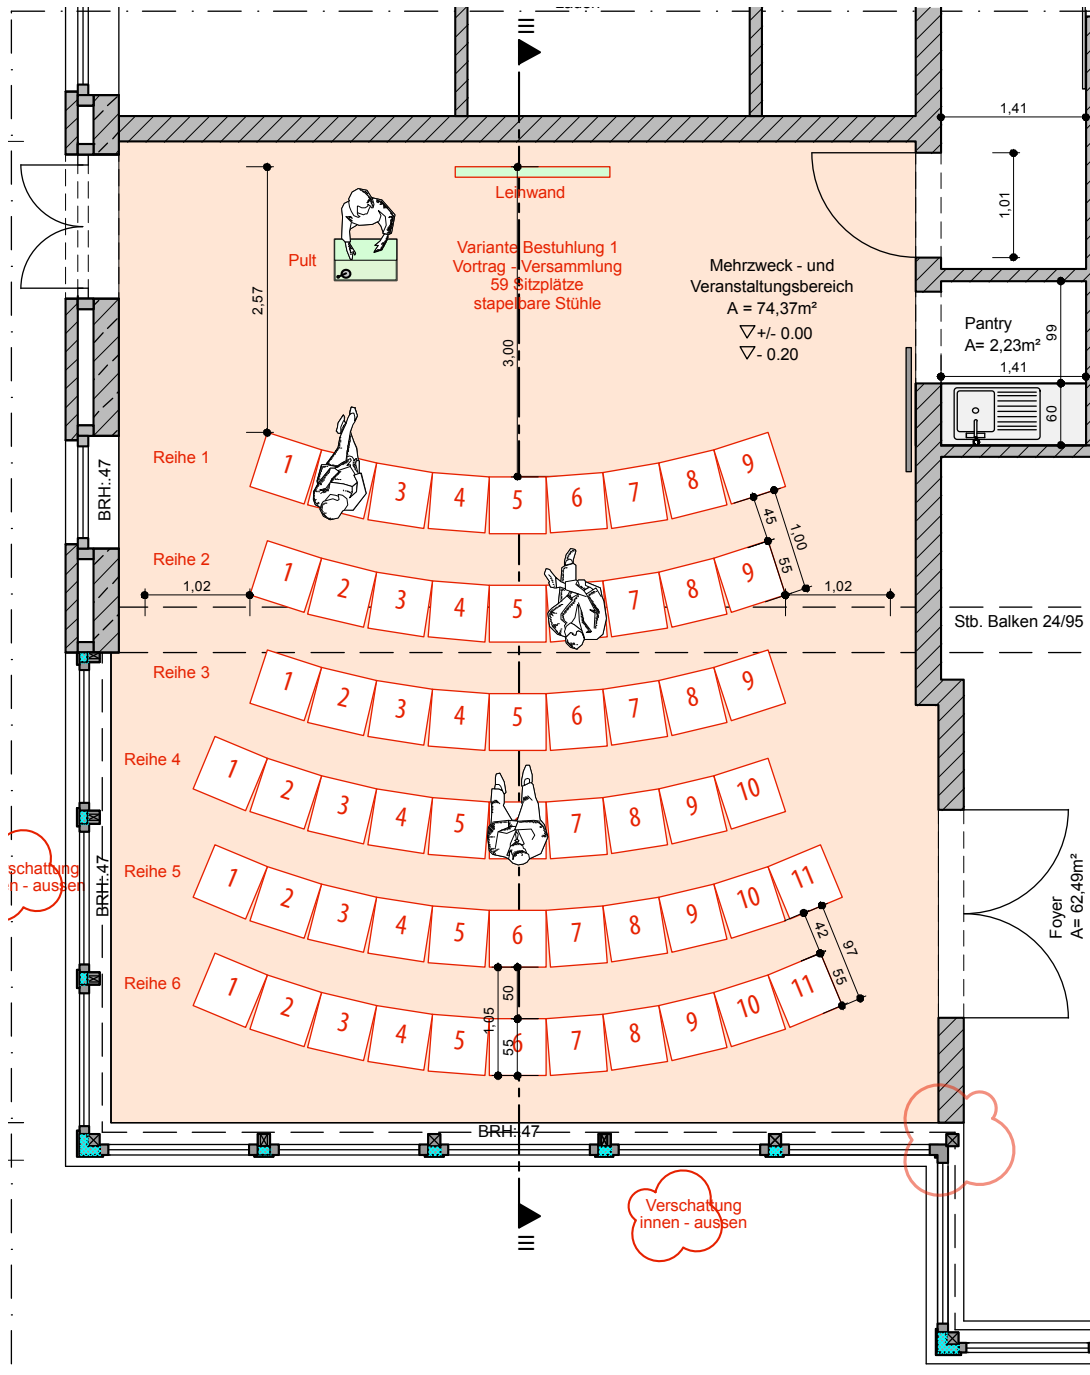 III
1,41
1,01
Leinwand
Pult
Variante Bestuhlung 1
Vortrag - Versammlung
59 Sitzplätze
stapelbare Stühle
2,57
3,00
Mehrzweck - und
Veranstaltungsbereich
A = 74,37m²
+/- 0.00
- 0.20
Pantry
A= 2,23m²
99
1,41
60
BRH:.47
Reihe 1
1 3 4 5 6 7 8 9
45
1,00
55
Reihe 2
1 2 3 4 5 7 8 9
1,02
1,02
Stb. Balken 24/95
Reihe 3
1 2 3 4 5 6 7 8 9
Reihe 4
1 2 3 4 5 7 8 9 10
schattung
n - aussen
BRH:.47
Reihe 5
1 2 3 4 5 6 7 8 9 10 11
Foyer
A= 62,49m²
42
97
55
Reihe 6
1 2 3 4 5 6 7 8 9 10 11
50
1,05
55
BRH:.47
Verschattung
innen - aussen
III